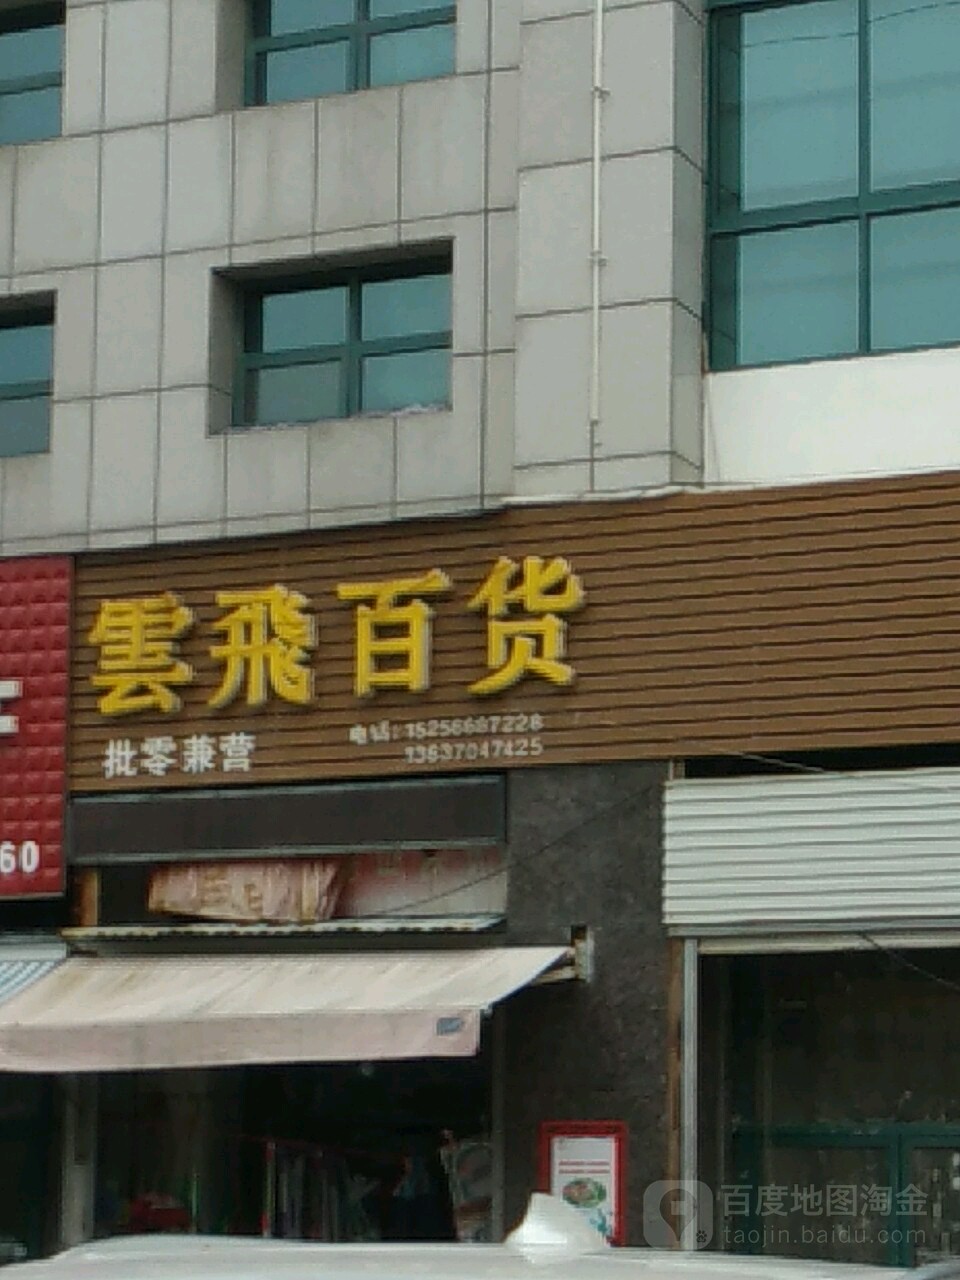 雲飛百货
批零兼营
电话:15256687228
13637047425
60
百度地图淘金
taojin.baidu.com